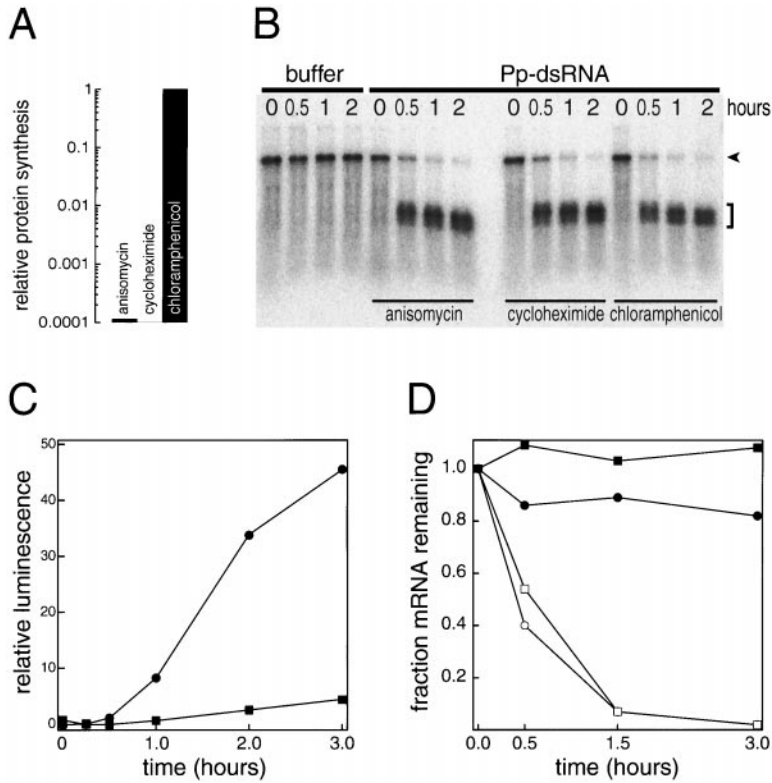 A
relative protein synthesis
1
0.1
0.01
0.001
0.0001
anisomycin
cycloheximide
chloramphenicol
B
buffer Pp-dsRNA
0 0.5 1 2 0 0.5 1 2 0 0.5 1 2 0 0.5 1 2 hours
anisomycin cycloheximide chloramphenicol
C
relative luminescence
50
40
30
20
10
0
0 1.0 2.0 3.0
time (hours)
D
fraction mRNA remaining
1.0
0.8
0.6
0.4
0.2
0.0 0.5 1.5 3.0
time (hours)